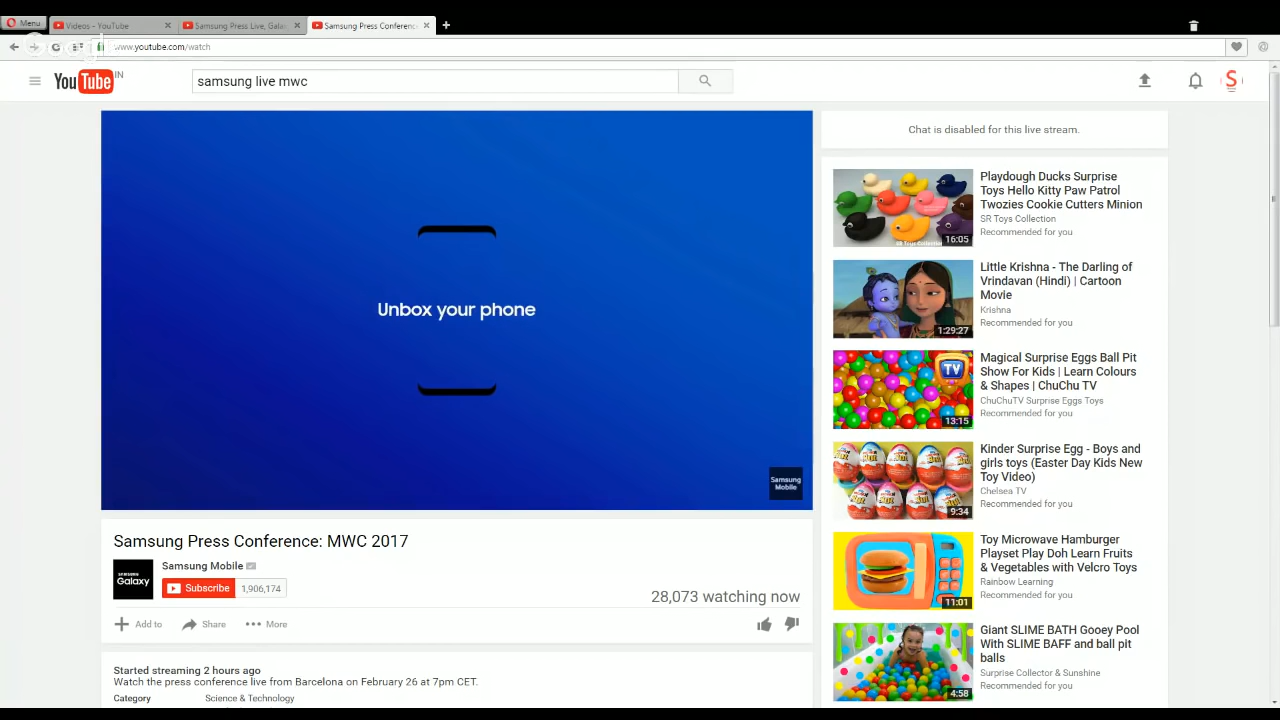 Menu
Videos - YouTube
Samsung Press Live, Gala
Samsung Press Conference
www.youtube.com/watch
YouTube IN
samsung live mwc
Unbox your phone
Samsung
Mobile
Samsung Press Conference: MWC 2017
SAMSUNG
Galaxy
Samsung Mobile
Subscribe 1,906,174
28,073 watching now
Add to Share More
Started streaming 2 hours ago
Watch the press conference live from Barcelona on February 26 at 7pm CET.
Category Science & Technology
Chat is disabled for this live stream.
16:05
Playdough Ducks Surprise
Toys Hello Kitty Paw Patrol
Twozies Cookie Cutters Minion
SR Toys Collection
Recommended for you
1:29:27
Little Krishna - The Darling of
Vrindavan (Hindi) | Cartoon
Movie
Krishna
Recommended for you
TV
13:15
Magical Surprise Eggs Ball Pit
Show For Kids | Learn Colours
& Shapes | ChuChu TV
ChuChuTV Surprise Eggs Toys
Recommended for you
9:34
Kinder Surprise Egg - Boys and
girls toys (Easter Day Kids New
Toy Video)
Chelsea TV
Recommended for you
11:01
Toy Microwave Hamburger
Playset Play Doh Learn Fruits
& Vegetables with Velcro Toys
Rainbow Learning
Recommended for you
4:58
Giant SLIME BATH Gooey Pool
With SLIME BAFF and ball pit
balls
Surprise Collector & Sunshine
Recommended for you